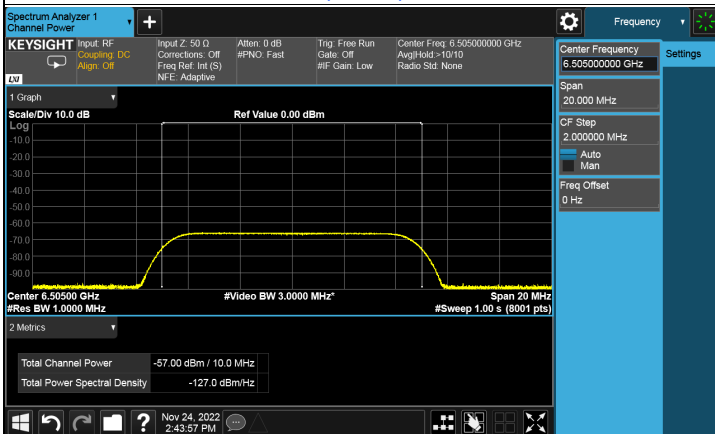 Spectrum Analyzer 1
Channel Power
+
Frequency
KEYSIGHT
LXI
Input: RF
Coupling: DC
Align: Off
Input Z: 50 Ω
Corrections: Off
Freq Ref: Int (S)
NFE: Adaptive
Atten: 0 dB
#PNO: Fast
Trig: Free Run
Gate: Off
#IF Gain: Low
Center Freq: 6.505000000 GHz
Avg|Hold:>10/10
Radio Std: None
1 Graph
Scale/Div 10.0 dB
Ref Value 0.00 dBm
Log
-10.0
-20.0
-30.0
-40.0
-50.0
-60.0
-70.0
-80.0
-90.0
Center 6.50500 GHz
#Video BW 3.0000 MHz*
Span 20 MHz
#Res BW 1.0000 MHz
#Sweep 1.00 s (8001 pts)
2 Metrics
Total Channel Power -57.00 dBm / 10.0 MHz
Total Power Spectral Density -127.0 dBm/Hz
?
Nov 24, 2022
2:43:57 PM
Center Frequency
6.505000000 GHz
Span
20.000 MHz
CF Step
2.000000 MHz
Auto
Man
Freq Offset
0 Hz
Settings